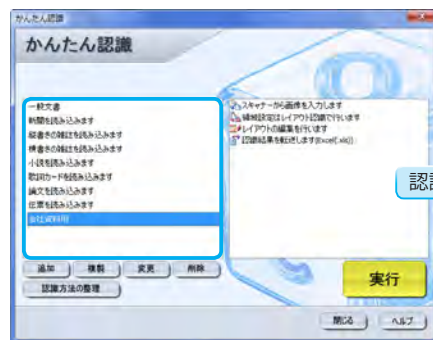 かんたん認識
かんたん認識
一般文書
新聞を読み込みます
縦書きの雑誌を読み込みます
横書きの雑誌を読み込みます
小説を読み込みます
歌詞カードを読み込みます
論文を読み込みます
伝票を読み込みます
会社資料用
スキャナーから画像を入力します
領域設定はレイアウト認識で行います
レイアウトの編集を行います
認識結果を転送します(Excel(.xls))
認識
追加
複製
変更
削除
認識方法の整理
実行
閉じる
ヘルプ